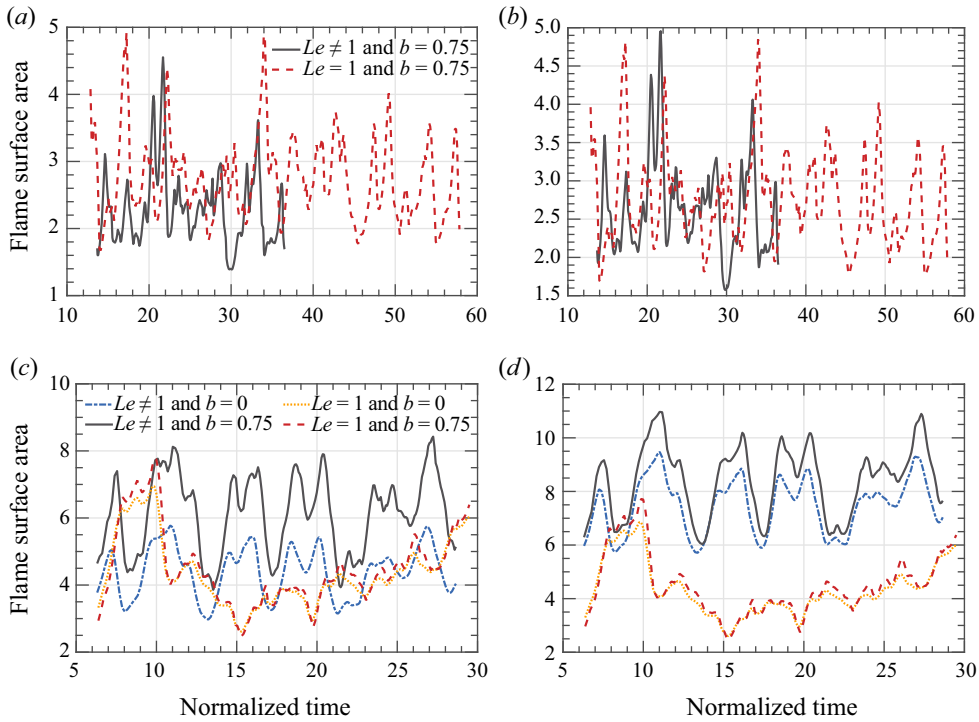 (a)
5
4
3
2
1
10 20 30 40 50 60
Flame surface area
Le ≠ 1 and b = 0.75
Le = 1 and b = 0.75
(b)
5.0
4.5
4.0
3.5
3.0
2.5
2.0
1.5
10 20 30 40 50 60
(c)
10
8
6
4
2
5 10 15 20 25 30
Flame surface area
Normalized time
Le ≠ 1 and b = 0 Le = 1 and b = 0
Le ≠ 1 and b = 0.75 Le = 1 and b = 0.75
(d)
12
10
8
6
4
2
5 10 15 20 25 30
Normalized time